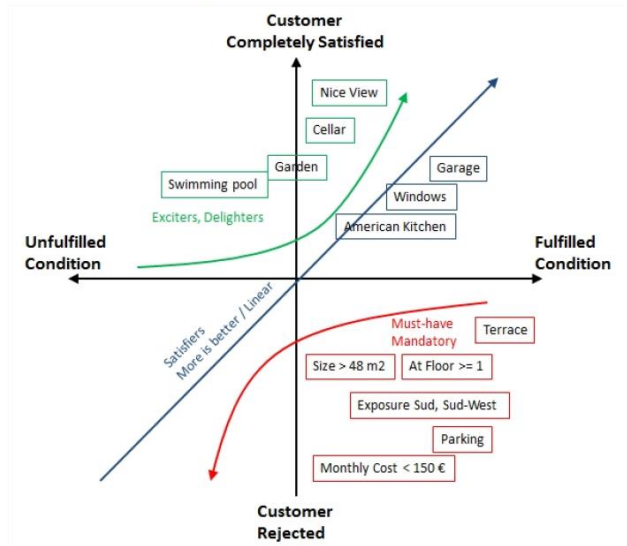 Customer
Completely Satisfied
Nice View
Cellar
Garden
Garage
Swimming pool
Windows
Exciters, Delighters
American Kitchen
Unfulfilled
Condition
Fulfilled
Condition
Satisfiers
More is better / Linear
Must-have
Mandatory
Terrace
Size > 48 m2
At Floor >= 1
Exposure Sud, Sud-West
Parking
Monthly Cost < 150 €
Customer
Rejected